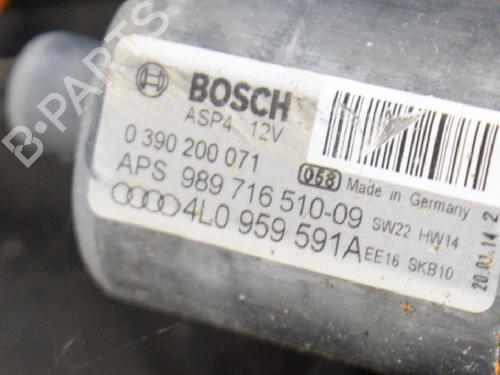 B-PARTS
BOSCH
ASP4 12V
0 390 200 071
058 Made in Germany
APS 989 716 510-09 SW22 HW14
4L0 959 591A EE16 SKB10
20.01.14 2